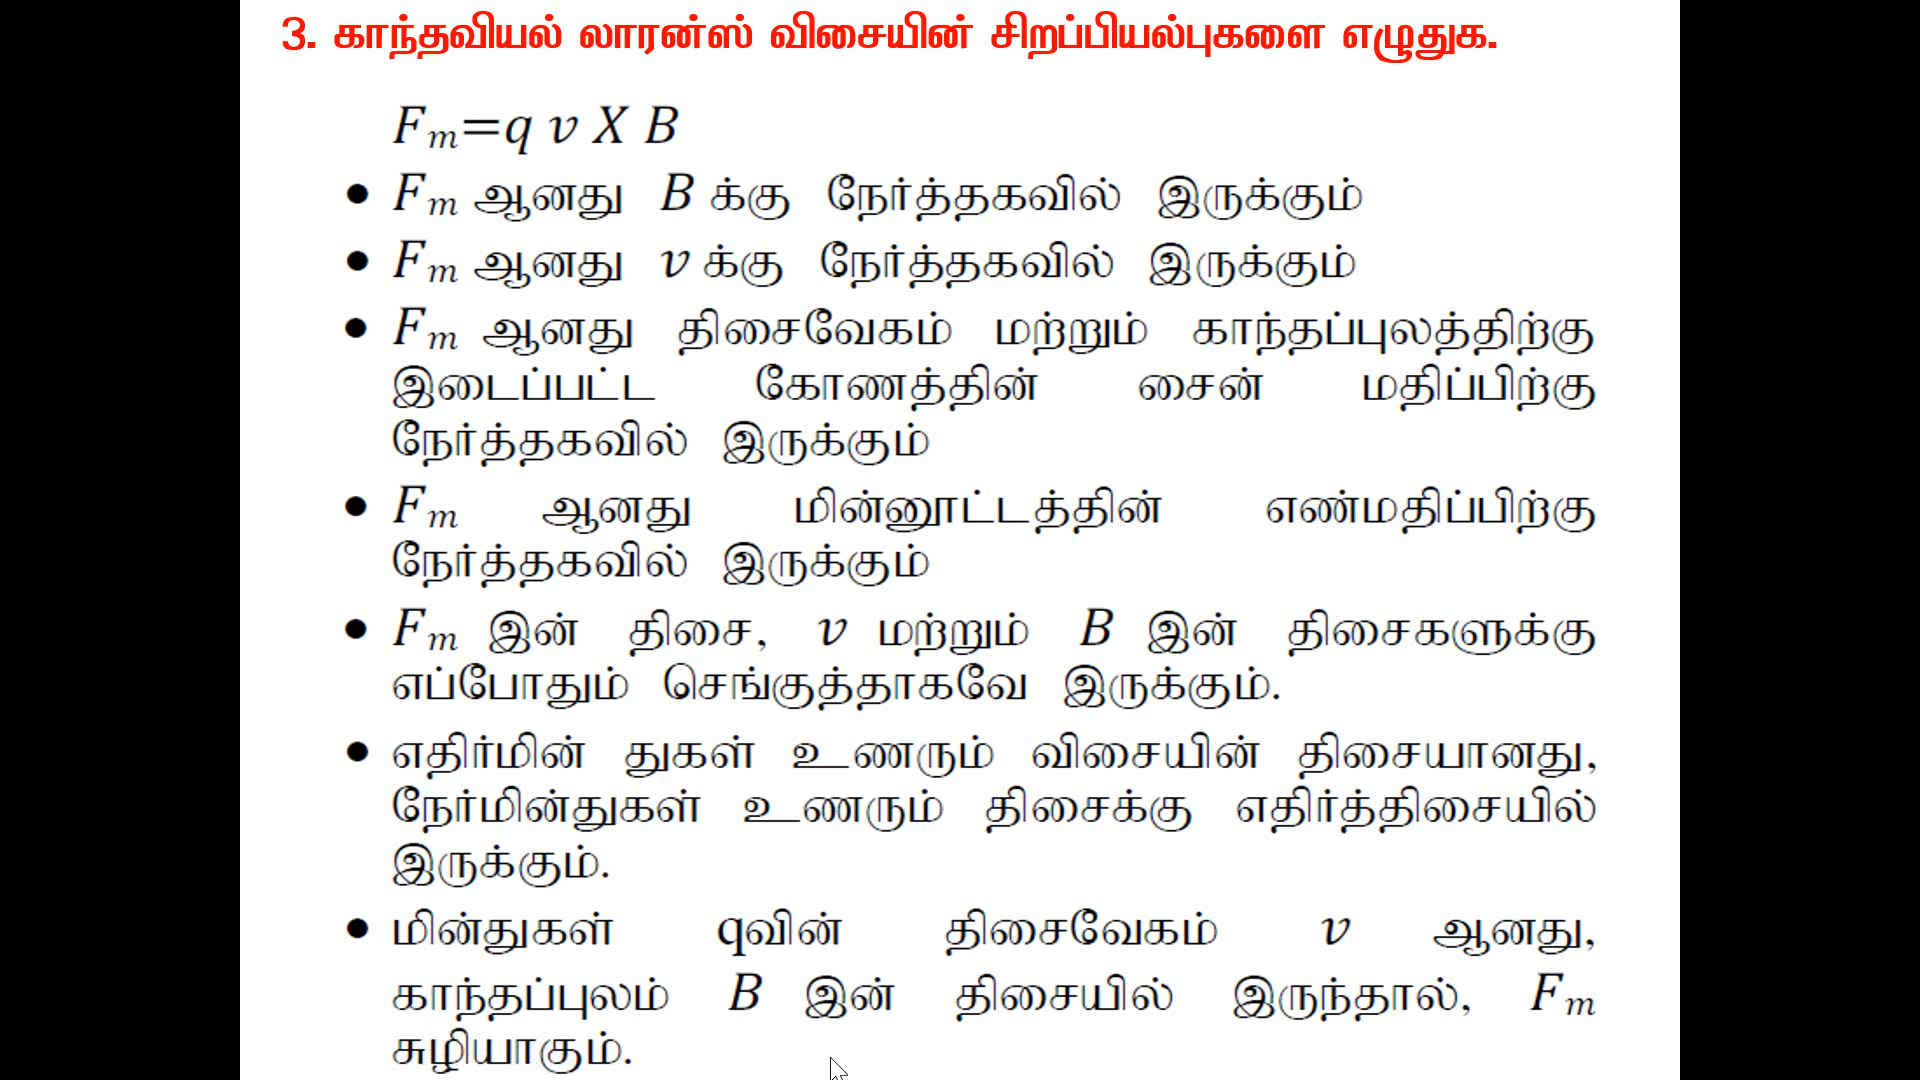 3. காந்தவியல் லாரன்ஸ் விசையின் சிறப்பியல்புகளை எழுதுக.
Fm=q v X B
● Fm ஆனது B க்கு நேர்த்தகவில் இருக்கும்
● Fm ஆனது v க்கு நேர்த்தகவில் இருக்கும்
● Fm ஆனது திசைவேகம் மற்றும் காந்தப்புலத்திற்கு
இடைப்பட்ட கோணத்தின் சைன் மதிப்பிற்கு
நேர்த்தகவில் இருக்கும்
● Fm ஆனது மின்னூட்டத்தின் எண்மதிப்பிற்கு
நேர்த்தகவில் இருக்கும்
● Fm இன் திசை, v மற்றும் B இன் திசைகளுக்கு
எப்போதும் செங்குத்தாகவே இருக்கும்.
● எதிர்மின் துகள் உணரும் விசையின் திசையானது,
நேர்மின்துகள் உணரும் திசைக்கு எதிர்த்திசையில்
இருக்கும்.
● மின்துகள் qவின் திசைவேகம் v ஆனது,
காந்தப்புலம் B இன் திசையில் இருந்தால், Fm
சுழியாகும்.